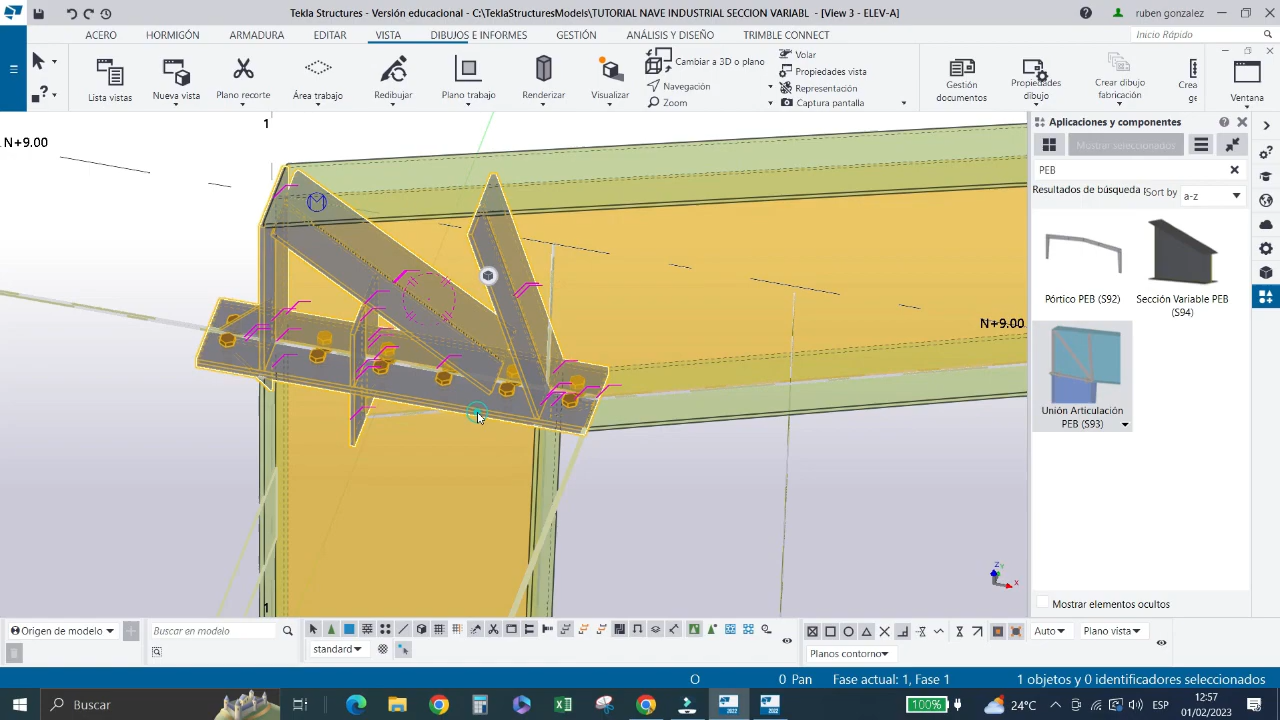 Tekla Structures - Versión educativa - C:\TeklaStructuresModels\TUTORIAL NAVE INDUSTRIAL SECCION VARIABL - [View 3 - ELEV-A]
ruben gonzalez
ACERO HORMIGÓN ARMADURA EDITAR VISTA DIBUJOS E INFORMES GESTIÓN ANÁLISIS Y DISEÑO TRIMBLE CONNECT Inicio Rápido
Lista vistas
Nueva vista
Plano recorte
Área trabajo
Redibujar
Plano trabajo
Renderizar
Visualizar
Cambiar a 3D o plano
Navegación
Zoom
Volar
Propiedades vista
Representación
Captura pantalla
Gestión documentos
Propiedades dibujo
Crear dibujo fabricación
Crea ge
Ventana
Aplicaciones y componentes
Mostrar seleccionados
PEB
Resultados de búsqueda
Sort by a-z
Pórtico PEB (S92)
Sección Variable PEB (S94)
Unión Articulación PEB (S93)
Mostrar elementos ocultos
1
N+9.00
N+9.00
1
z
x
Origen de modelo
Buscar en modelo
standard
Auto
Plano vista
Planos contorno
O 0 Pan Fase actual: 1, Fase 1 1 objetos y 0 identificadores seleccionados
Buscar
2022
2022
100%
24°C
ESP
12:57
01/02/2023